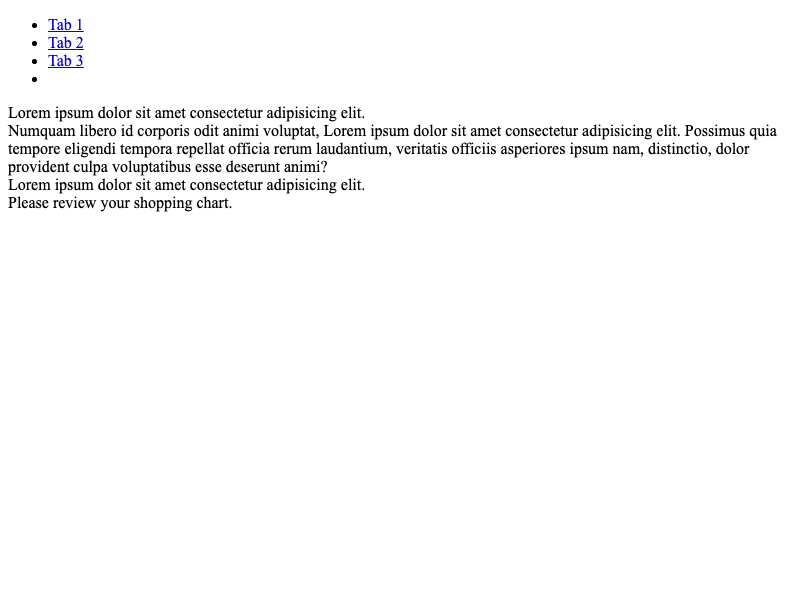 Tab 1
Tab 2
Tab 3
Lorem ipsum dolor sit amet consectetur adipisicing elit.
Numquam libero id corporis odit animi voluptat, Lorem ipsum dolor sit amet consectetur adipisicing elit. Possimus quia
tempore eligendi tempora repellat officia rerum laudantium, veritatis officiis asperiores ipsum nam, distinctio, dolor
provident culpa voluptatibus esse deserunt animi?
Lorem ipsum dolor sit amet consectetur adipisicing elit.
Please review your shopping chart.